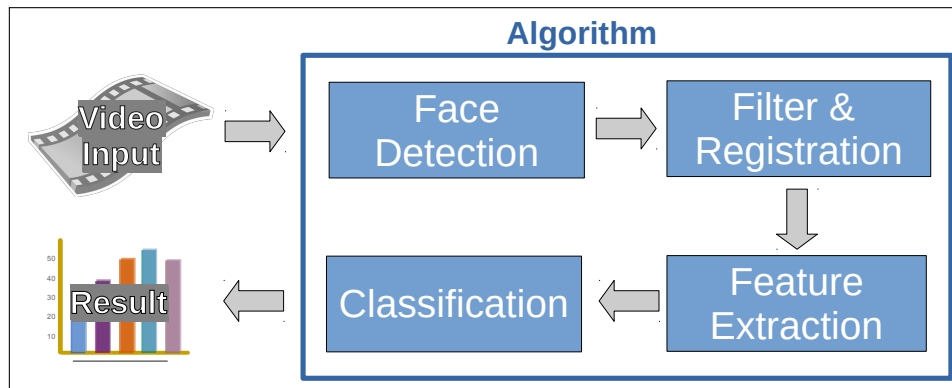 Algorithm
Video
Input
Face
Detection
Filter &
Registration
50
40
30
20
10
Result
Classification
Feature
Extraction